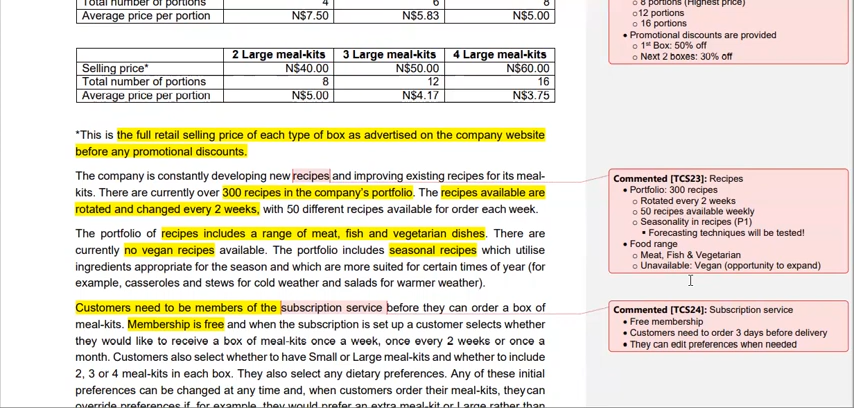 Total number of portions 4 6 8
Average price per portion N$7.50 N$5.83 N$5.00
2 Large meal-kits 3 Large meal-kits 4 Large meal-kits
Selling price* N$40.00 N$50.00 N$60.00
Total number of portions 8 12 16
Average price per portion N$5.00 N$4.17 N$3.75
*This is the full retail selling price of each type of box as advertised on the company website
before any promotional discounts.
The company is constantly developing new recipes and improving existing recipes for its meal-
kits. There are currently over 300 recipes in the company's portfolio. The recipes available are
rotated and changed every 2 weeks, with 50 different recipes available for order each week.
The portfolio of recipes includes a range of meat, fish and vegetarian dishes. There are
currently no vegan recipes available. The portfolio includes seasonal recipes which utilise
ingredients appropriate for the season and which are more suited for certain times of year (for
example, casseroles and stews for cold weather and salads for warmer weather).
Customers need to be members of the subscription service before they can order a box of
meal-kits. Membership is free and when the subscription is set up a customer selects whether
they would like to receive a box of meal-kits once a week, once every 2 weeks or once a
month. Customers also select whether to have Small or Large meal-kits and whether to include
2, 3 or 4 meal-kits in each box. They also select any dietary preferences. Any of these initial
preferences can be changed at any time and, when customers order their meal-kits, they can
override preferences if, for example, they would prefer an extra meal-kit or Large rather than
o 8 portions (Highest price)
o 12 portions
o 16 portions
• Promotional discounts are provided
o 1st Box: 50% off
o Next 2 boxes: 30% off
Commented [TCS23]: Recipes
• Portfolio: 300 recipes
o Rotated every 2 weeks
o 50 recipes available weekly
o Seasonality in recipes (P1)
▪ Forecasting techniques will be tested!
• Food range
o Meat, Fish & Vegetarian
o Unavailable: Vegan (opportunity to expand)
Commented [TCS24]: Subscription service
• Free membership
• Customers need to order 3 days before delivery
• They can edit preferences when needed